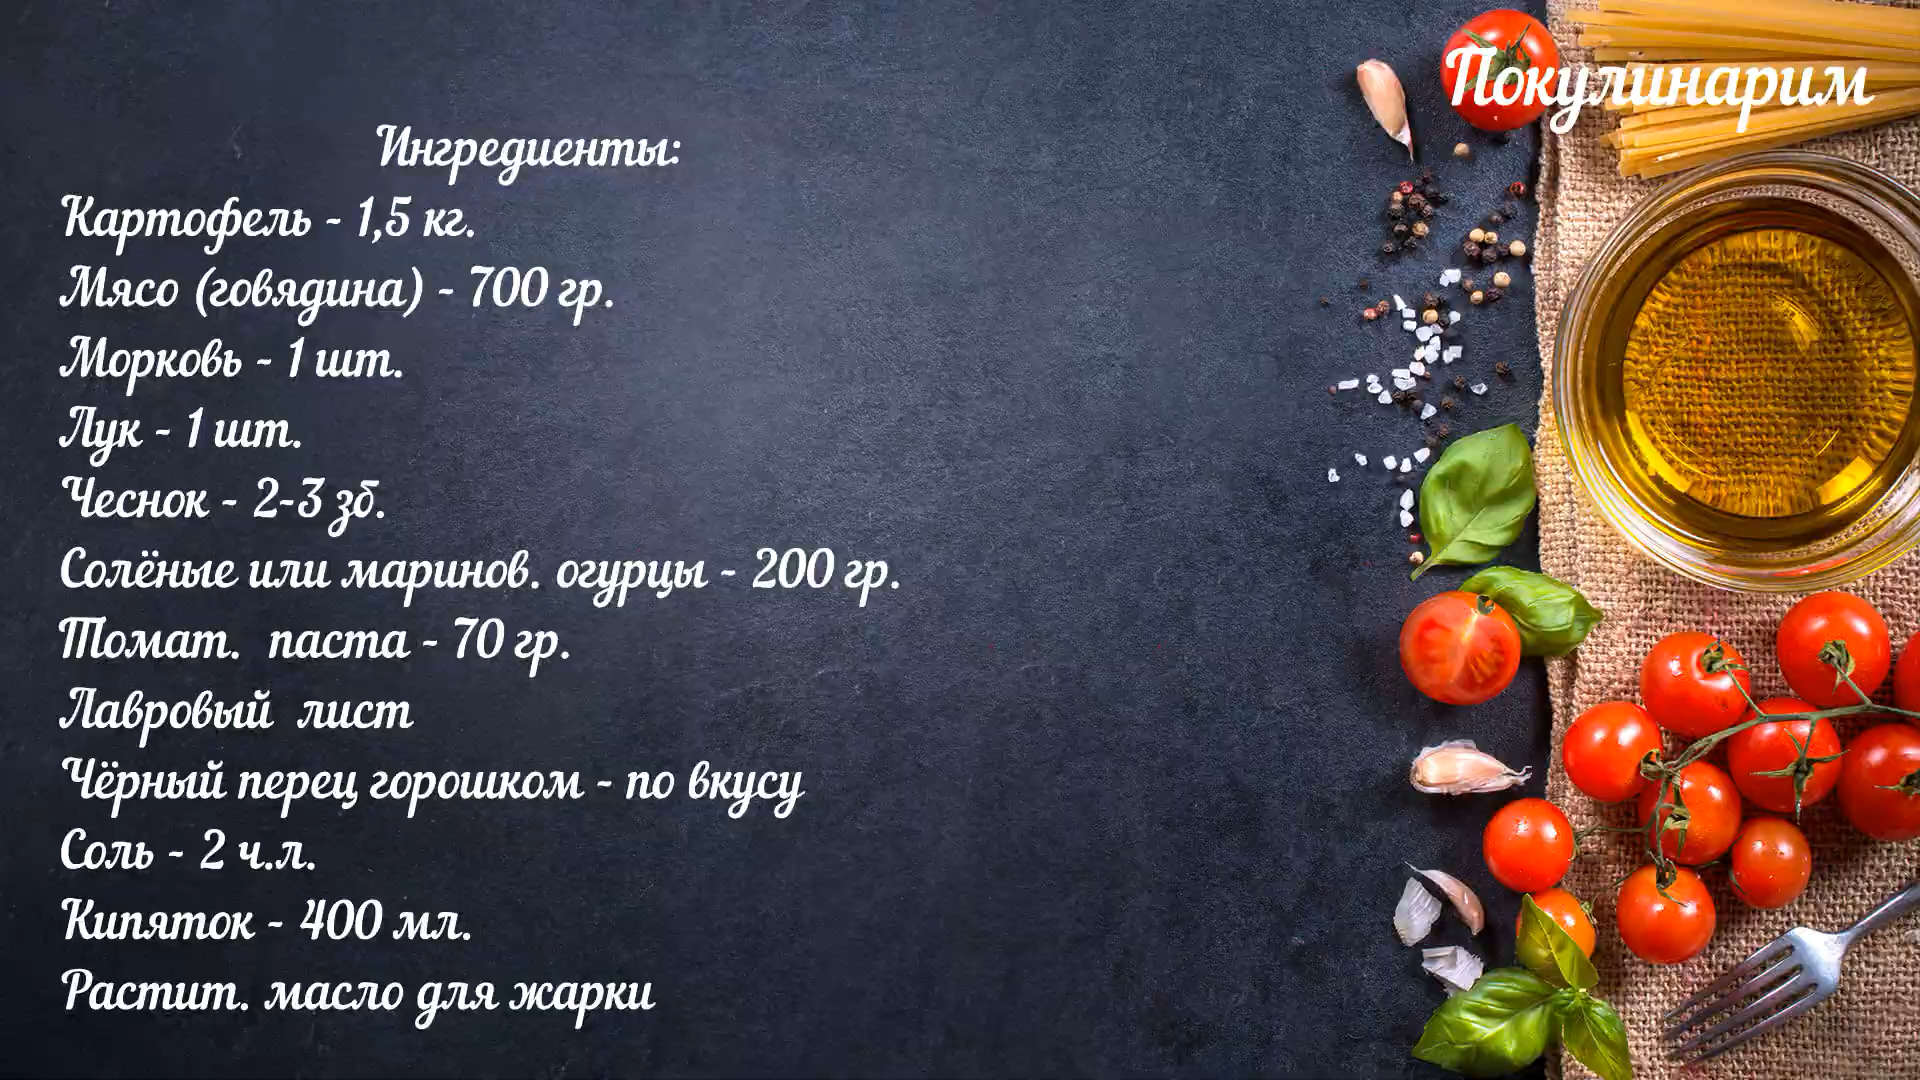 Покулинарим
Ингредиенты:
Картофель - 1,5 кг.
Мясо (говядина) - 700 гр.
Морковь - 1 шт.
Лук - 1 шт.
Чеснок - 2-3 зб.
Солёные или маринов. огурцы - 200 гр.
Томат. паста - 70 гр.
Лавровый лист
Чёрный перец горошком - по вкусу
Соль - 2 ч.л.
Кипяток - 400 мл.
Растит. масло для жарки